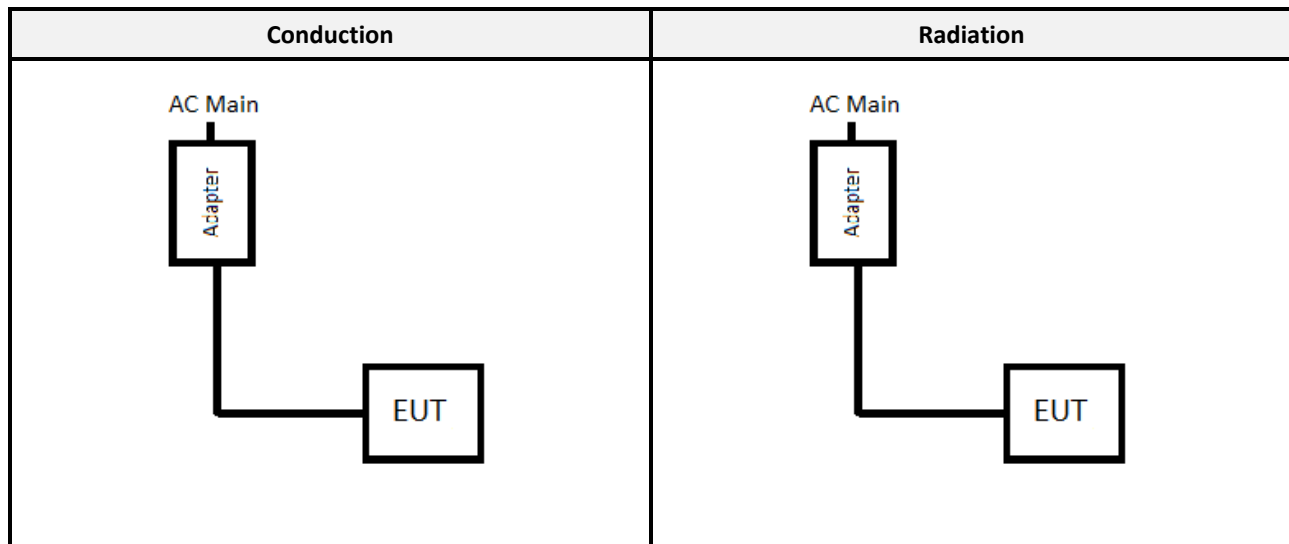 Conduction
Radiation
AC Main
Adapter
EUT
AC Main
Adapter
EUT